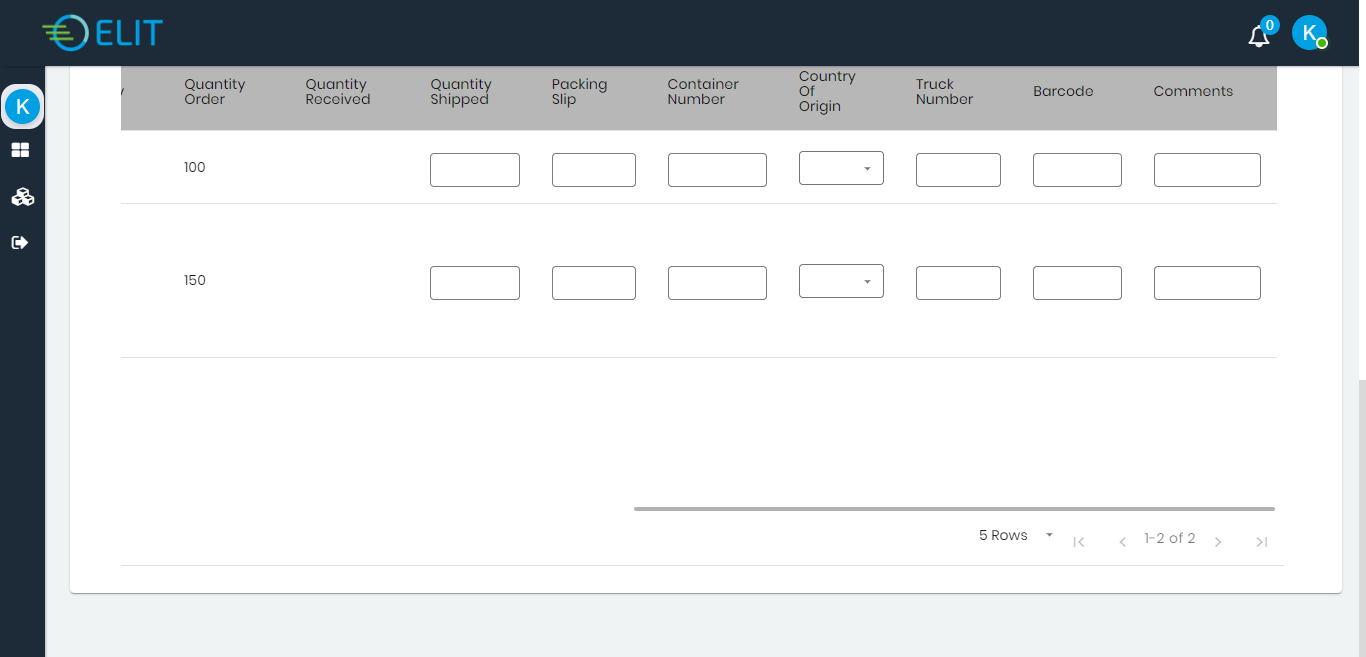 ELIT
0
K
K
Quantity
Order
Quantity
Received
Quantity
Shipped
Packing
Slip
Container
Number
Country
Of
Origin
Truck
Number
Barcode
Comments
100
150
5 Rows
1-2 of 2